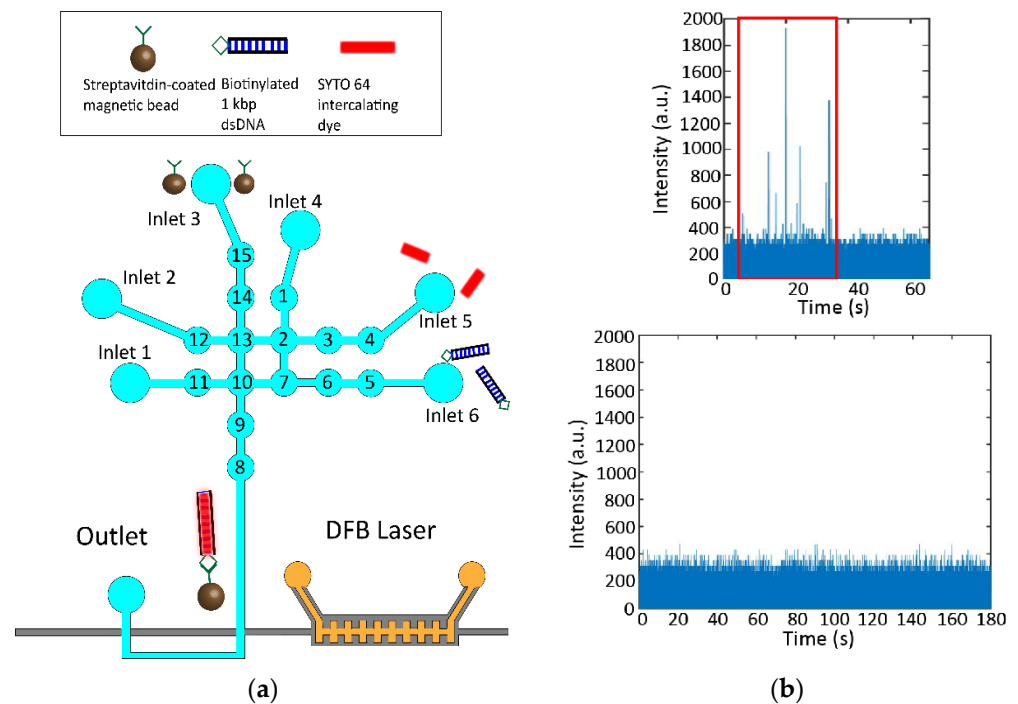 Streptavitdin-coated
magnetic bead
Biotinylated
1 kbp
dsDNA
SYTO 64
intercalating
dye
Inlet 3
Inlet 4
Inlet 2
Inlet 5
Inlet 1
Inlet 6
15
14
1
12
13
2
3
4
11
10
7
6
5
9
8
Outlet
DFB Laser
(a)
2000
1800
1600
1400
1200
1000
800
600
400
200
0
Intensity (a.u.)
0 20 40 60
Time (s)
2000
1800
1600
1400
1200
1000
800
600
400
200
0
Intensity (a.u.)
0 20 40 60 80 100 120 140 160 180
Time (s)
(b)